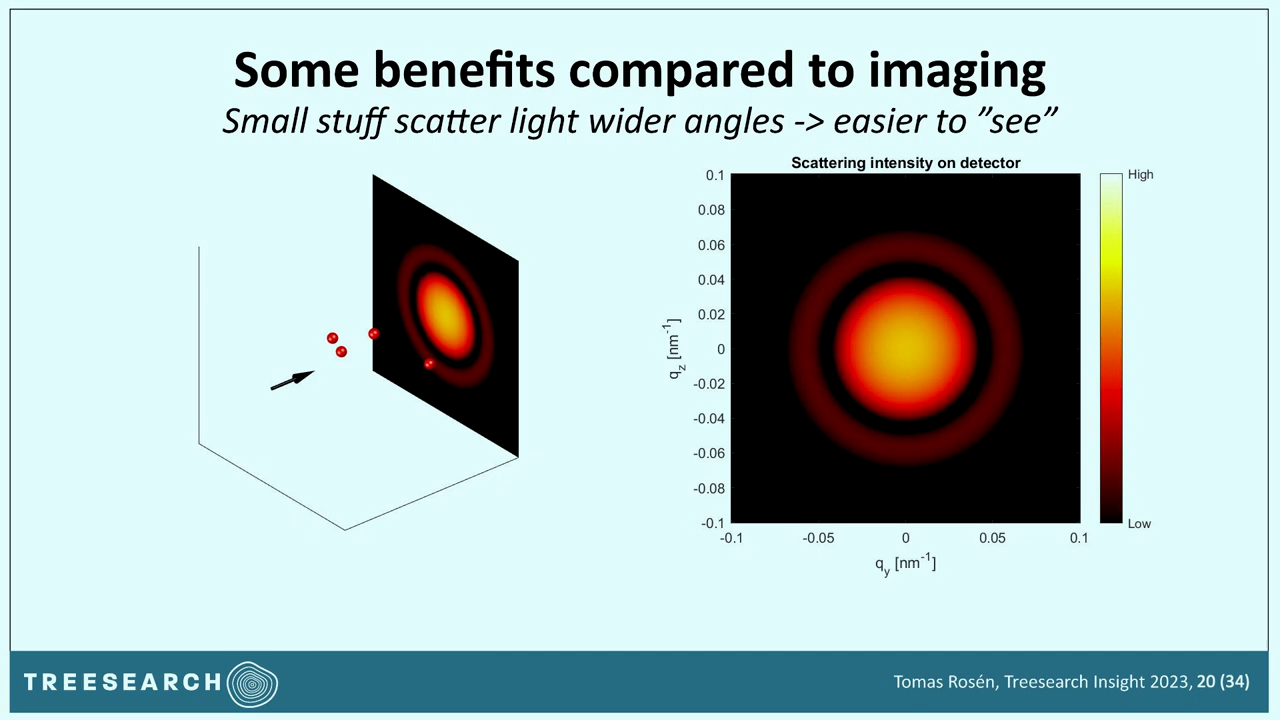 Some benefits compared to imaging
Small stuff scatter light wider angles -> easier to ”see”
Scattering intensity on detector
0.1
0.08
0.06
0.04
0.02
0
-0.02
-0.04
-0.06
-0.08
-0.1
qz [nm-1]
-0.1 -0.05 0 0.05 0.1
qy [nm-1]
High
Low
TREESEARCH
Tomas Rosén, Treesearch Insight 2023, 20 (34)